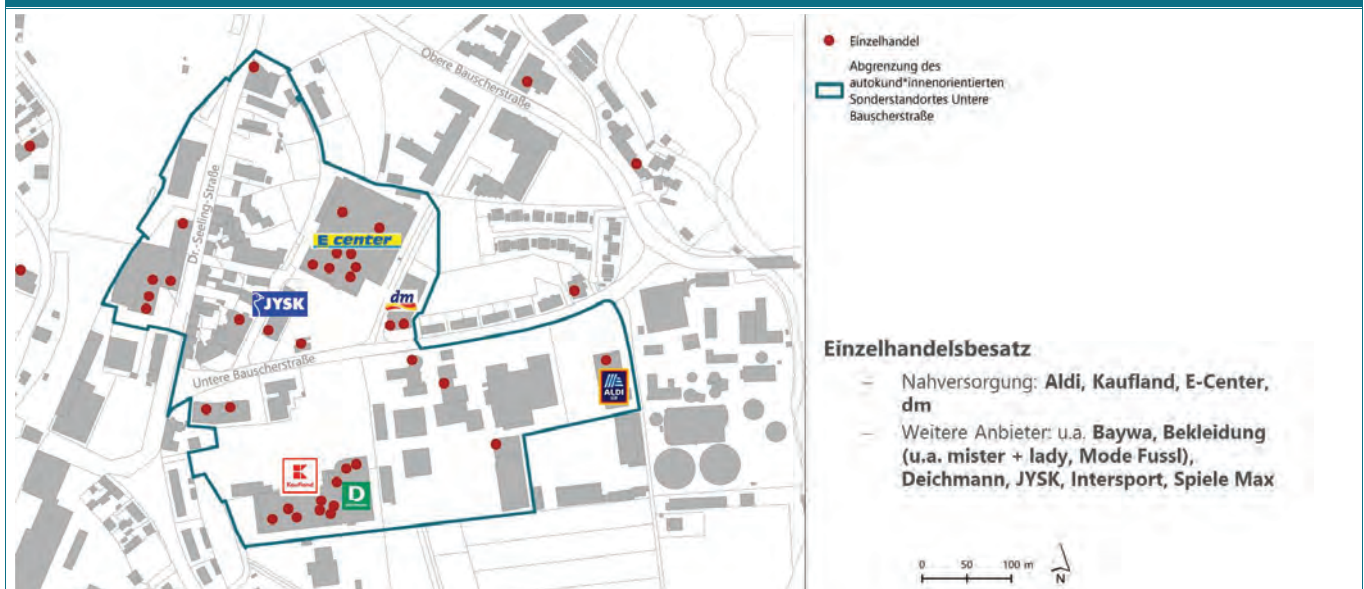 Einzelhandel
Abgrenzung des
autokund*innenorientierten
Sonderstandortes Untere
Bauscherstraße
Obere Bauscherstraße
Dr.-Seeling-Straße
E center
JYSK
dm
Untere Bauscherstraße
ALDI
SÜD
K
Kaufland
D
Einzelhandelsbesatz
– Nahversorgung: Aldi, Kaufland, E-Center,
dm
– Weitere Anbieter: u.a. Baywa, Bekleidung
(u.a. mister + lady, Mode Fussl),
Deichmann, JYSK, Intersport, Spiele Max
0 50 100 m
N